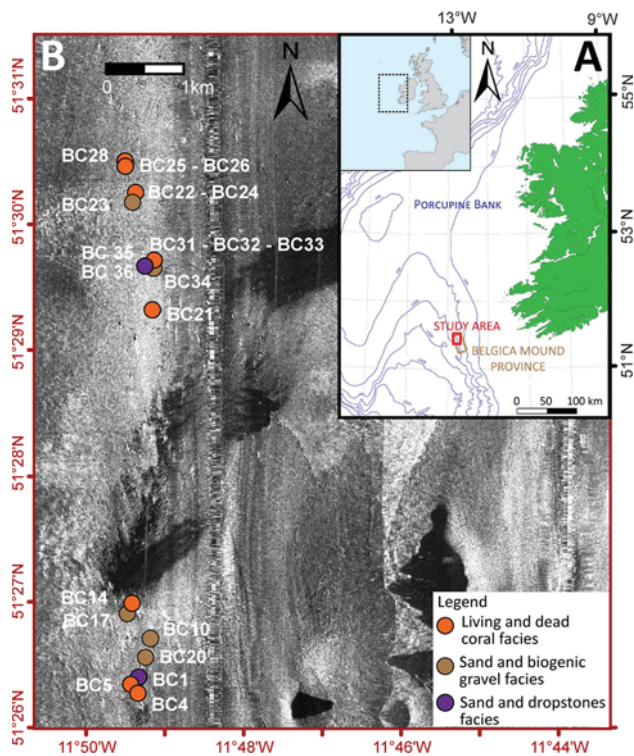 B
N
0
1km
BC28
BC25 - BC26
BC22 - BC24
BC23
BC31 - BC32 - BC33
BC 35
BC 36
BC34
BC21
BC14
BC17
BC10
BC20
BC1
BC5
BC4
51°31'N
51°30'N
51°29'N
51°28'N
51°27'N
51°26'N
11°50'W
11°48'W
11°46'W
11°44'W
13°W
9°W
N
A
55°N
53°N
51°N
PORCUPINE BANK
STUDY AREA
BELGICA MOUND
PROVINCE
0 50 100 km
Legend
Living and dead
coral facies
Sand and biogenic
gravel facies
Sand and dropstones
facies